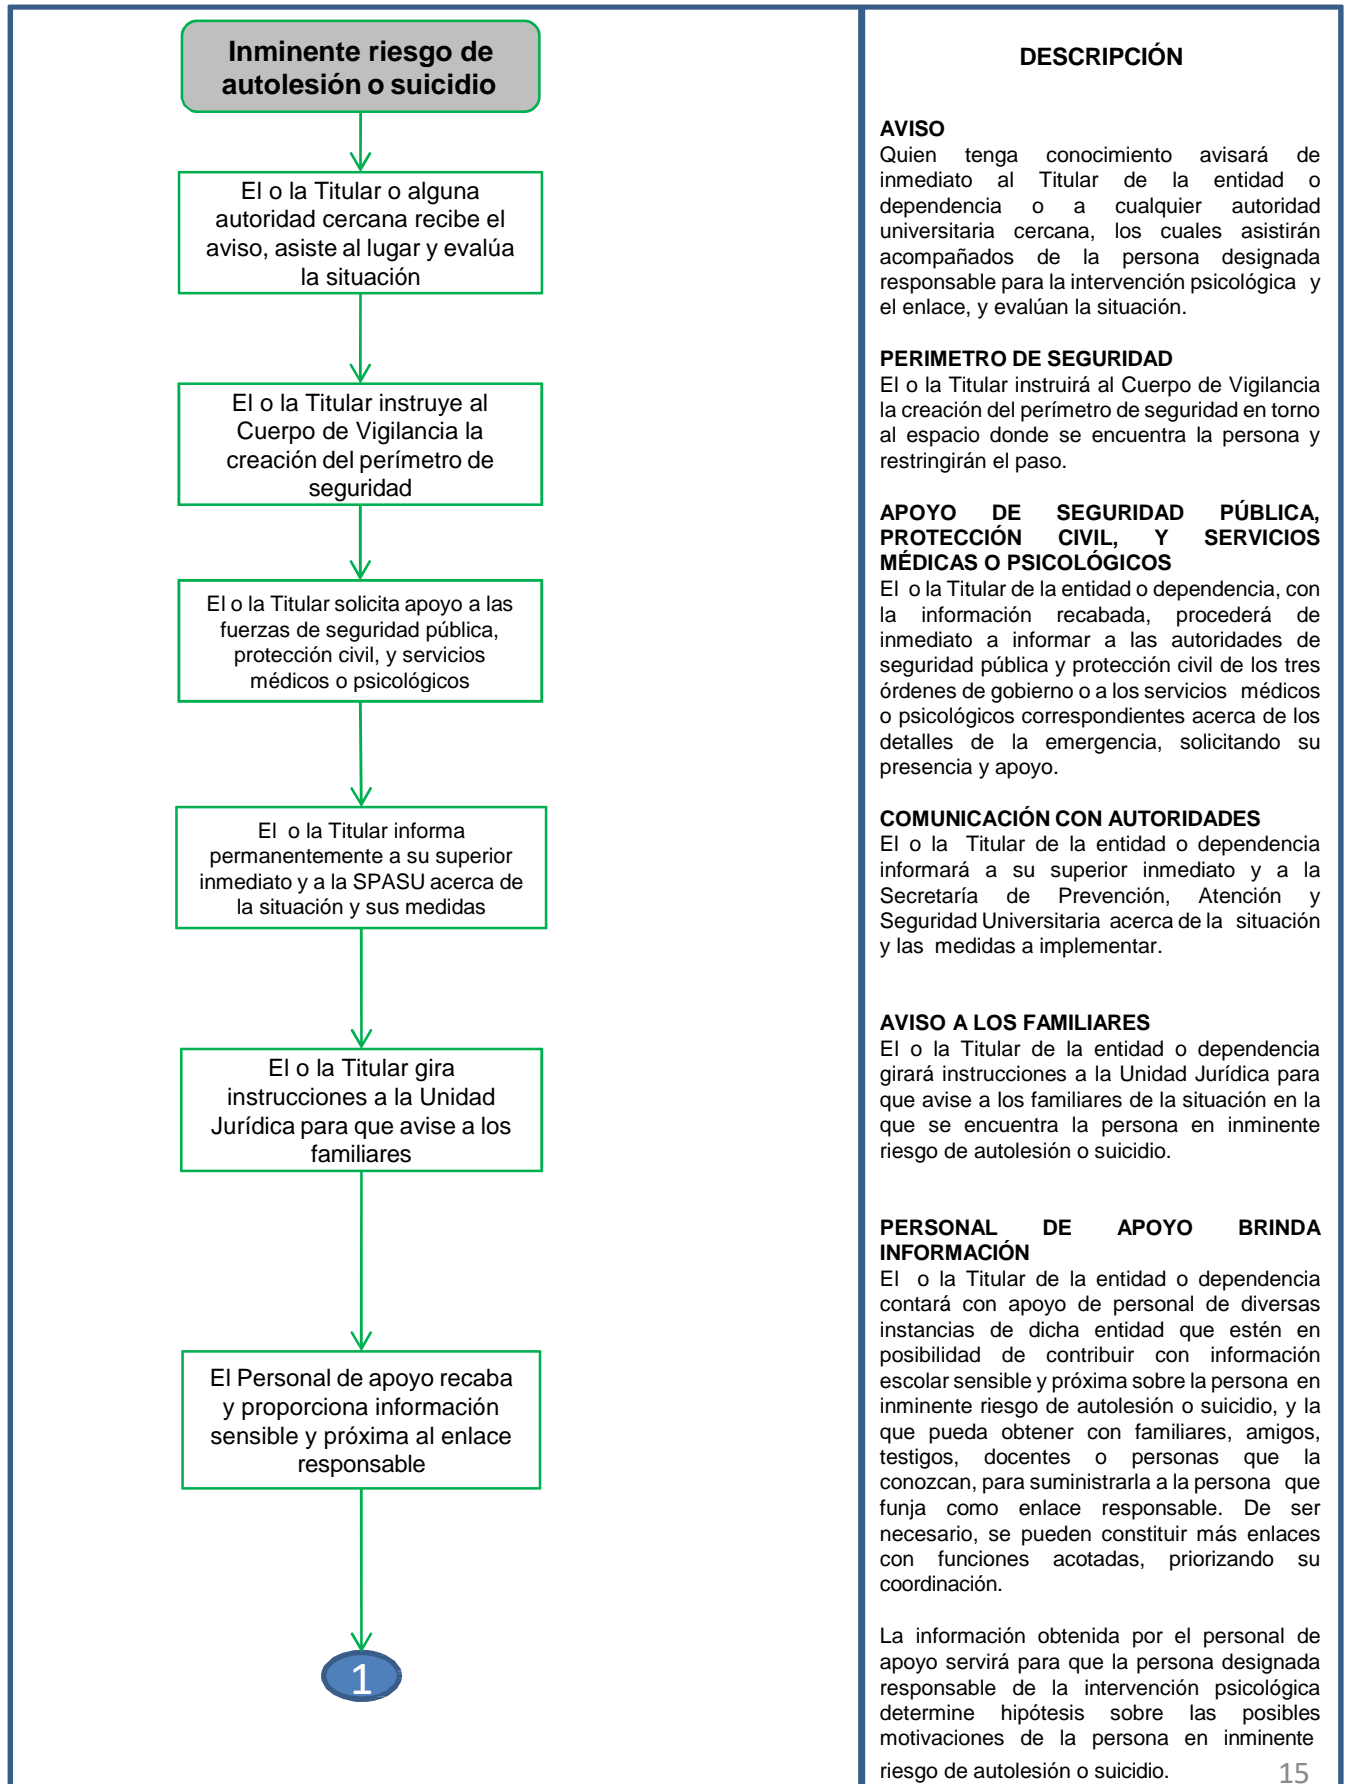 Inminente riesgo de
autolesión o suicidio
El o la Titular o alguna
autoridad cercana recibe el
aviso, asiste al lugar y evalúa
la situación
El o la Titular instruye al
Cuerpo de Vigilancia la
creación del perímetro de
seguridad
El o la Titular solicita apoyo a las
fuerzas de seguridad pública,
protección civil, y servicios
médicos o psicológicos
El o la Titular informa
permanentemente a su superior
inmediato y a la SPASU acerca de
la situación y sus medidas
El o la Titular gira
instrucciones a la Unidad
Jurídica para que avise a los
familiares
El Personal de apoyo recaba
y proporciona información
sensible y próxima al enlace
responsable
1
DESCRIPCIÓN
AVISO
Quien tenga conocimiento avisará de
inmediato al Titular de la entidad o
dependencia o a cualquier autoridad
universitaria cercana, los cuales asistirán
acompañados de la persona designada
responsable para la intervención psicológica y
el enlace, y evalúan la situación.
PERIMETRO DE SEGURIDAD
El o la Titular instruirá al Cuerpo de Vigilancia
la creación del perímetro de seguridad en torno
al espacio donde se encuentra la persona y
restringirán el paso.
APOYO DE SEGURIDAD PÚBLICA,
PROTECCIÓN CIVIL, Y SERVICIOS
MÉDICAS O PSICOLÓGICOS
El o la Titular de la entidad o dependencia, con
la información recabada, procederá de
inmediato a informar a las autoridades de
seguridad pública y protección civil de los tres
órdenes de gobierno o a los servicios médicos
o psicológicos correspondientes acerca de los
detalles de la emergencia, solicitando su
presencia y apoyo.
COMUNICACIÓN CON AUTORIDADES
El o la Titular de la entidad o dependencia
informará a su superior inmediato y a la
Secretaría de Prevención, Atención y
Seguridad Universitaria acerca de la situación
y las medidas a implementar.
AVISO A LOS FAMILIARES
El o la Titular de la entidad o dependencia
girará instrucciones a la Unidad Jurídica para
que avise a los familiares de la situación en la
que se encuentra la persona en inminente
riesgo de autolesión o suicidio.
PERSONAL DE APOYO BRINDA
INFORMACIÓN
El o la Titular de la entidad o dependencia
contará con apoyo de personal de diversas
instancias de dicha entidad que estén en
posibilidad de contribuir con información
escolar sensible y próxima sobre la persona en
inminente riesgo de autolesión o suicidio, y la
que pueda obtener con familiares, amigos,
testigos, docentes o personas que la
conozcan, para suministrarla a la persona que
funja como enlace responsable. De ser
necesario, se pueden constituir más enlaces
con funciones acotadas, priorizando su
coordinación.
La información obtenida por el personal de
apoyo servirá para que la persona designada
responsable de la intervención psicológica
determine hipótesis sobre las posibles
motivaciones de la persona en inminente
riesgo de autolesión o suicidio.
15